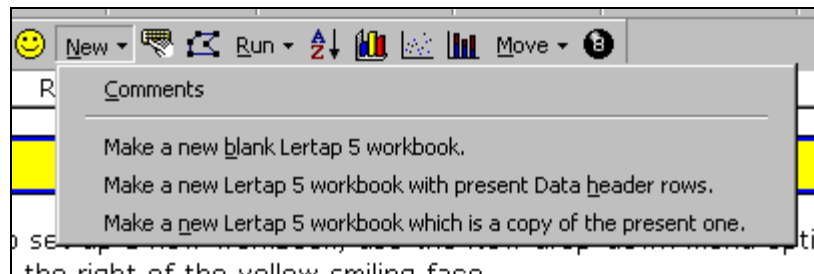 New Run A Z Move 8
R
Comments
Make a new blank Lertap 5 workbook.
Make a new Lertap 5 workbook with present Data header rows.
Make a new Lertap 5 workbook which is a copy of the present one.
the right of the yellow smiling face